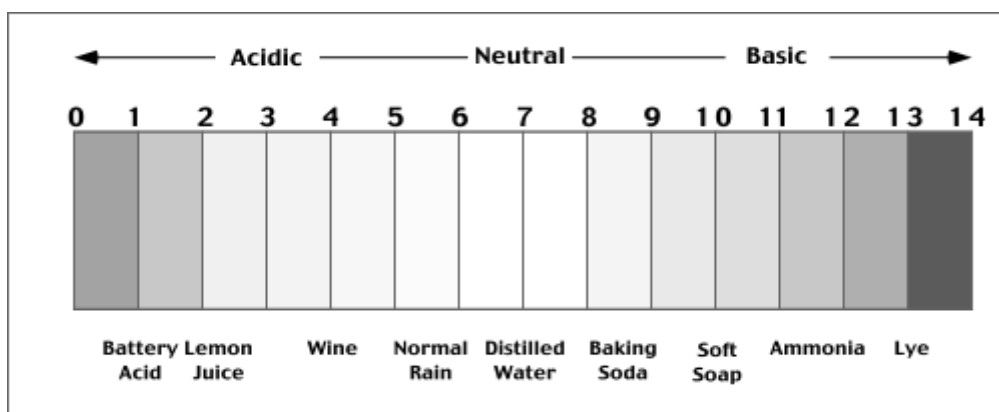 Acidic Neutral Basic
0 1 2 3 4 5 6 7 8 9 10 11 12 13 14
Battery Lemon Wine Normal Distilled Baking Soft Ammonia Lye
Acid Juice Rain Water Soda Soap